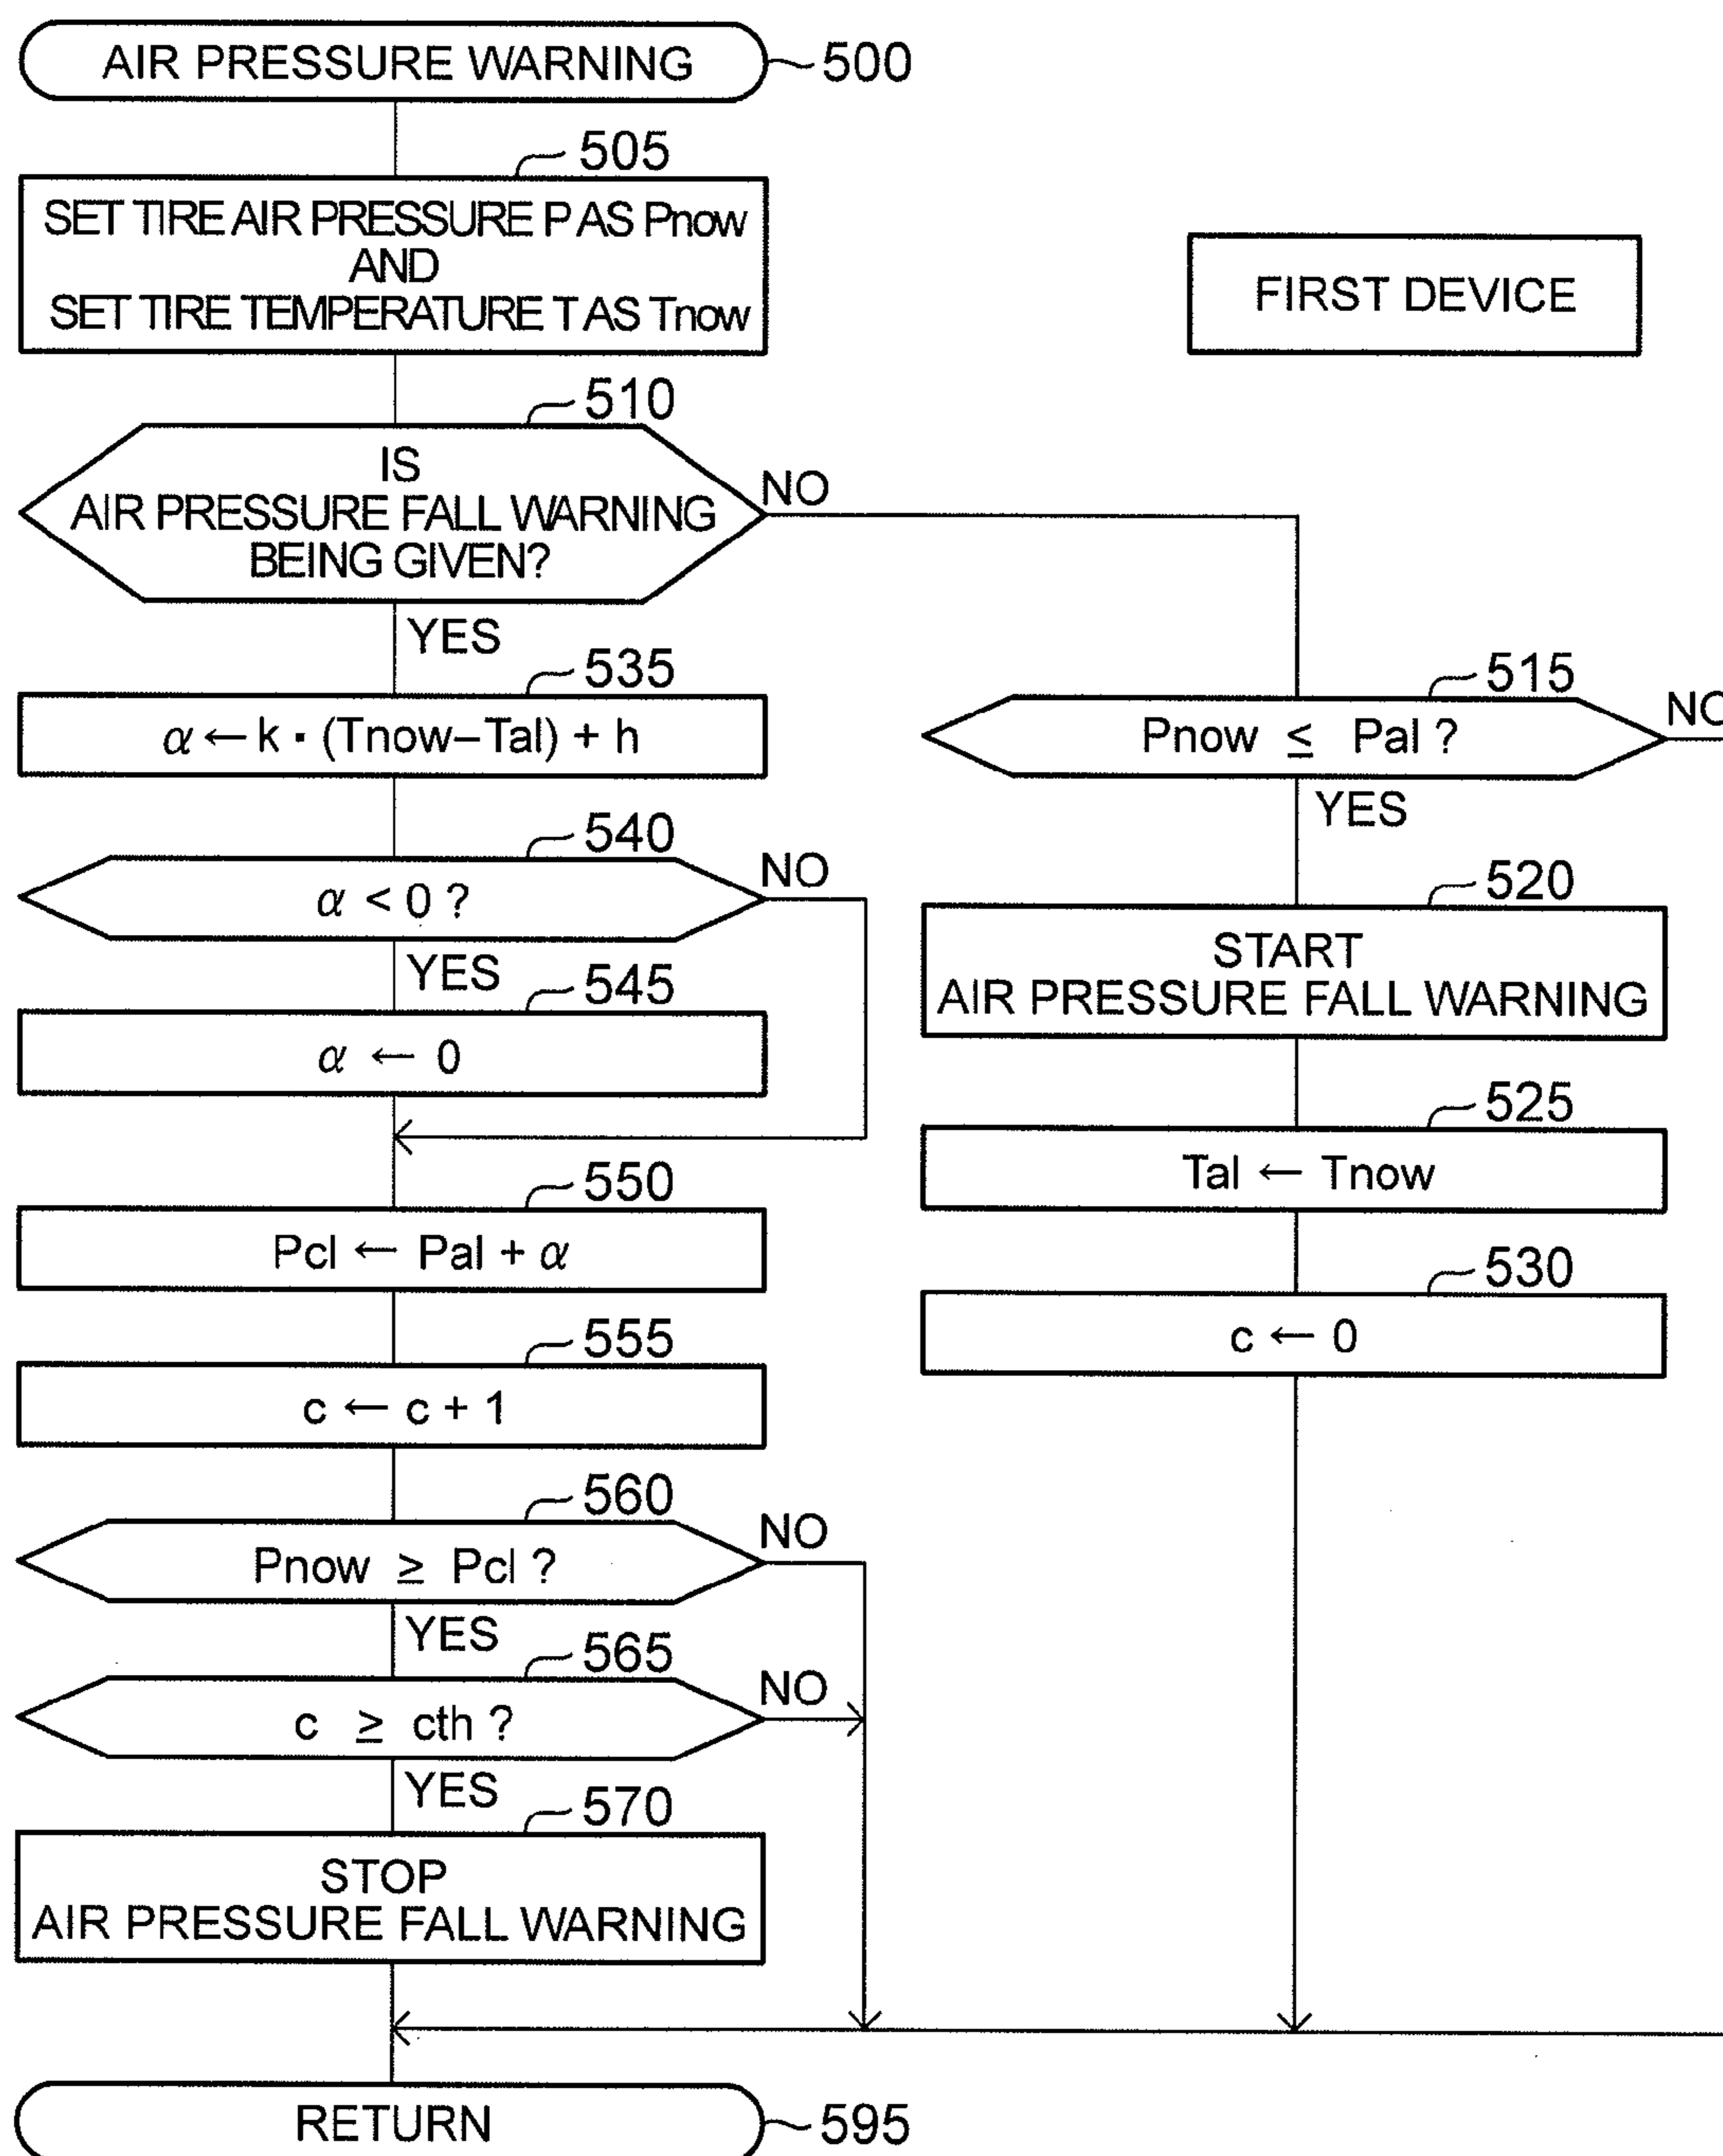 AIR PRESSURE WARNING
500
505
SET TIRE AIR PRESSURE P AS Pnow
AND
SET TIRE TEMPERATURE T AS Tnow
FIRST DEVICE
510
IS
AIR PRESSURE FALL WARNING
BEING GIVEN?
NO
YES
535
α ← k · (Tnow–Tal) + h
540
α < 0 ?
NO
YES
545
α ← 0
550
Pcl ← Pal + α
555
c ← c + 1
560
Pnow ≥ Pcl ?
NO
YES
565
c ≥ cth ?
NO
YES
570
STOP
AIR PRESSURE FALL WARNING
515
Pnow ≤ Pal ?
NO
YES
520
START
AIR PRESSURE FALL WARNING
525
Tal ← Tnow
530
c ← 0
RETURN
595